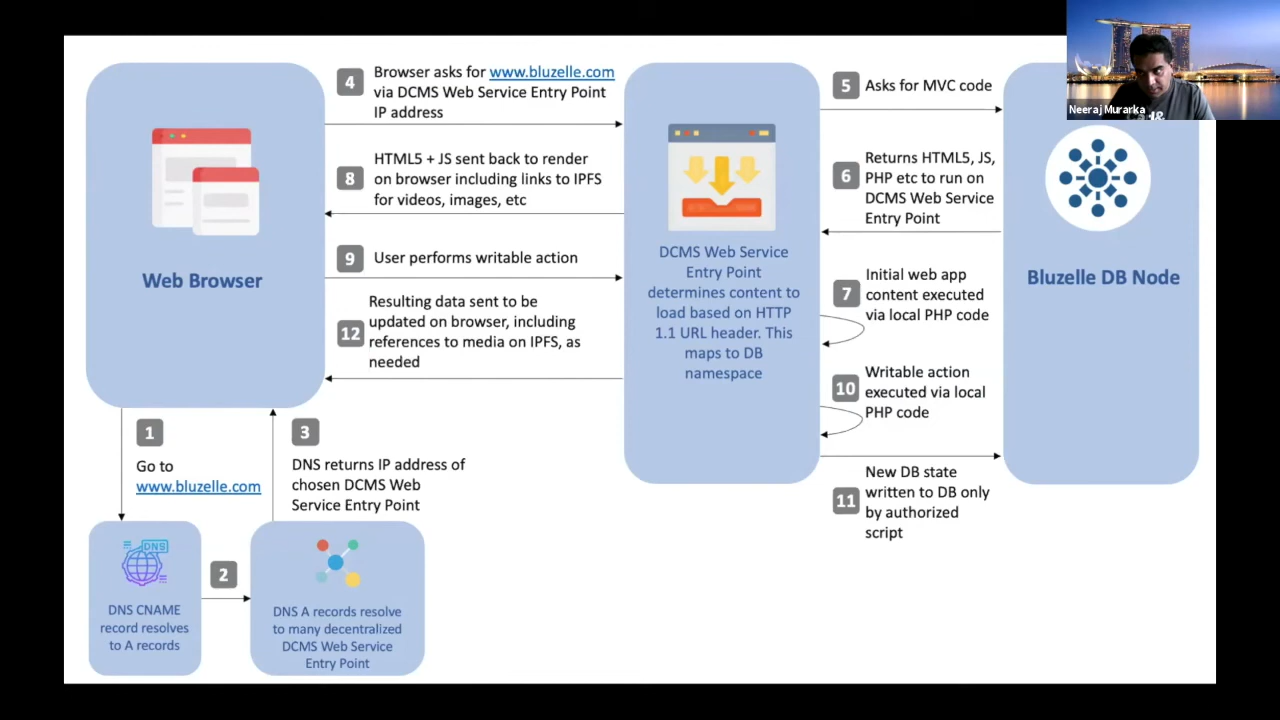 4
Browser asks for www.bluzelle.com
via DCMS Web Service Entry Point
IP address
8
HTML5 + JS sent back to render
on browser including links to IPFS
for videos, images, etc
9
User performs writable action
12
Resulting data sent to be
updated on browser, including
references to media on IPFS, as
needed
Web Browser
DCMS Web Service
Entry Point
determines content to
load based on HTTP
1.1 URL header. This
maps to DB
namespace
5
Asks for MVC code
6
Returns HTML5, JS,
PHP etc to run on
DCMS Web Service
Entry Point
7
Initial web app
content executed
via local PHP code
10
Writable action
executed via local
PHP code
11
New DB state
written to DB only
by authorized
script
Neeraj Murarka
Bluzelle DB Node
1
Go to
www.bluzelle.com
3
DNS returns IP address of
chosen DCMS Web
Service Entry Point
DNS
DNS CNAME
record resolves
to A records
2
DNS A records resolve
to many decentralized
DCMS Web Service
Entry Point